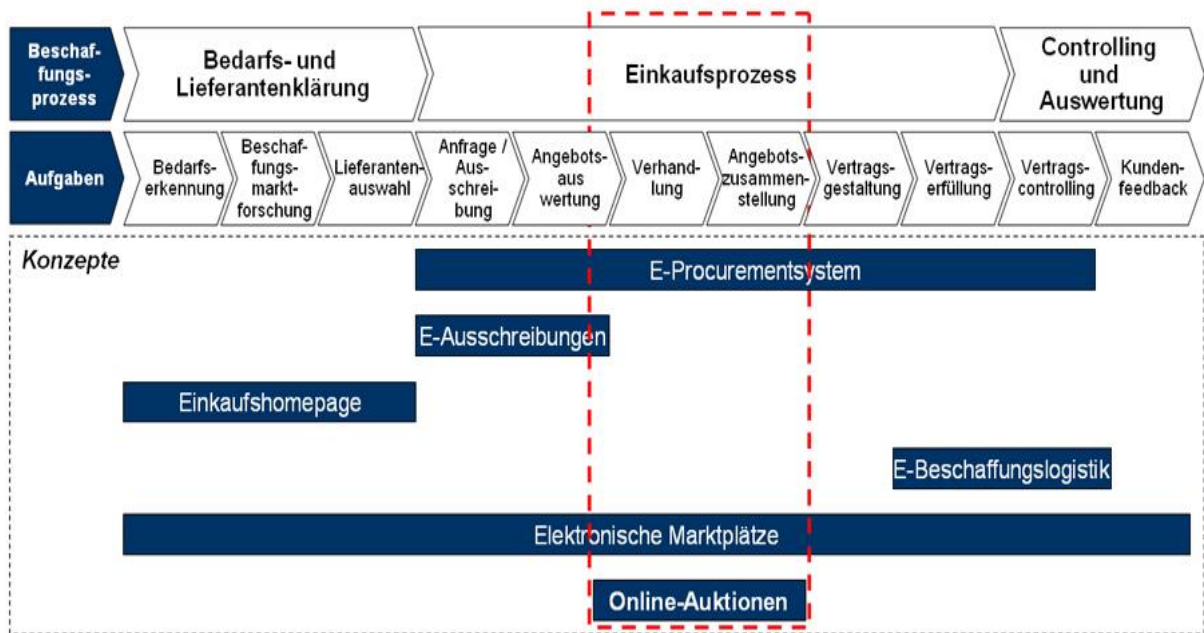 Beschaf-
fungs-
prozess
Bedarfs- und
Lieferantenklärung
Einkaufsprozess
Controlling
und
Auswertung
Aufgaben
Bedarfs-
erkennung
Beschaf-
fungs-
markt-
forschung
Lieferanten-
auswahl
Anfrage /
Aus-
schrei-
bung
Angebots-
aus
wertung
Verhand-
lung
Angebots-
zusammen-
stellung
Vertrags-
gestaltung
Vertrags-
erfüllung
Vertrags-
controlling
Kunden-
feedback
Konzepte
E-Procurementsystem
E-Ausschreibungen
Einkaufshomepage
E-Beschaffungslogistik
Elektronische Marktplätze
Online-Auktionen